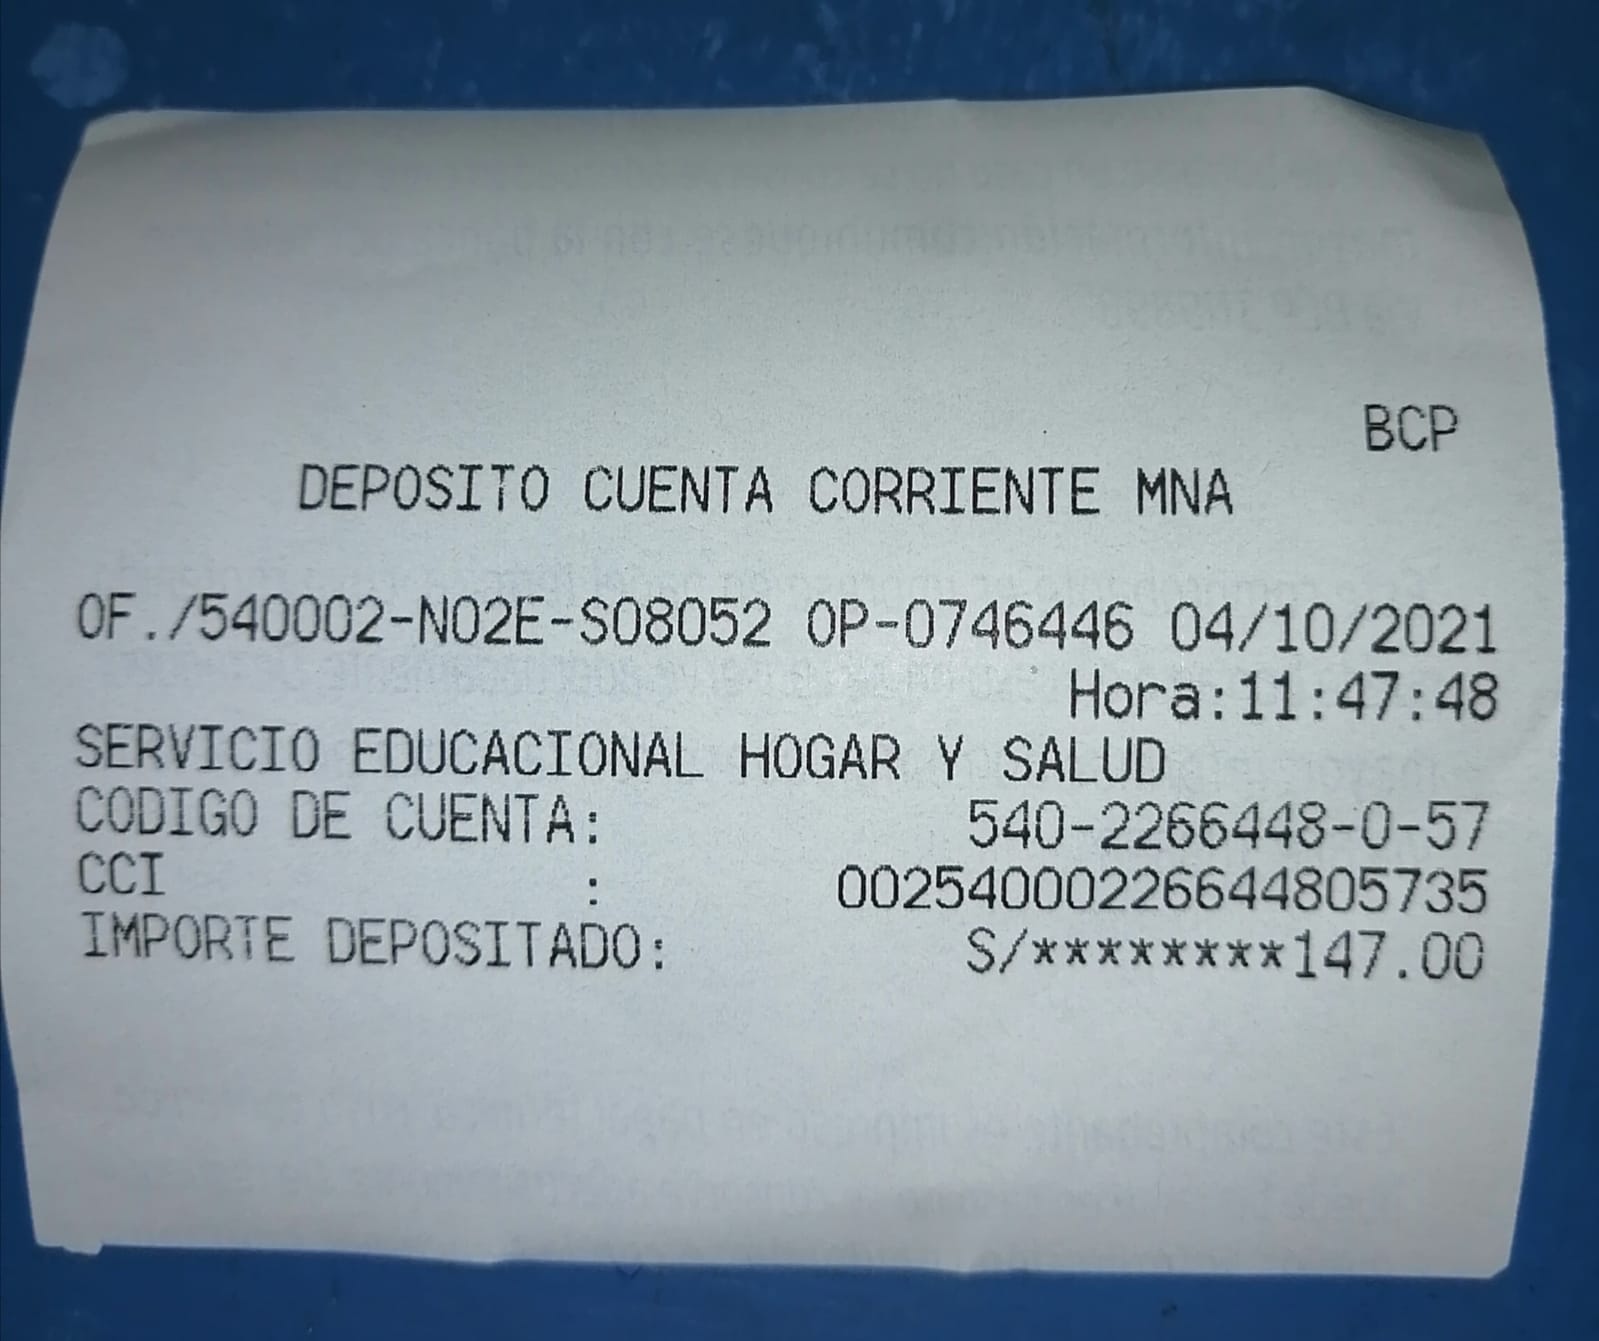 BCP
DEPOSITO CUENTA CORRIENTE MNA
OF./540002-N02E-S08052 OP-0746446 04/10/2021
Hora:11:47:48
SERVICIO EDUCACIONAL HOGAR Y SALUD
CODIGO DE CUENTA: 540-2266448-0-57
CCI : 00254000226644805735
IMPORTE DEPOSITADO: S/********147.00